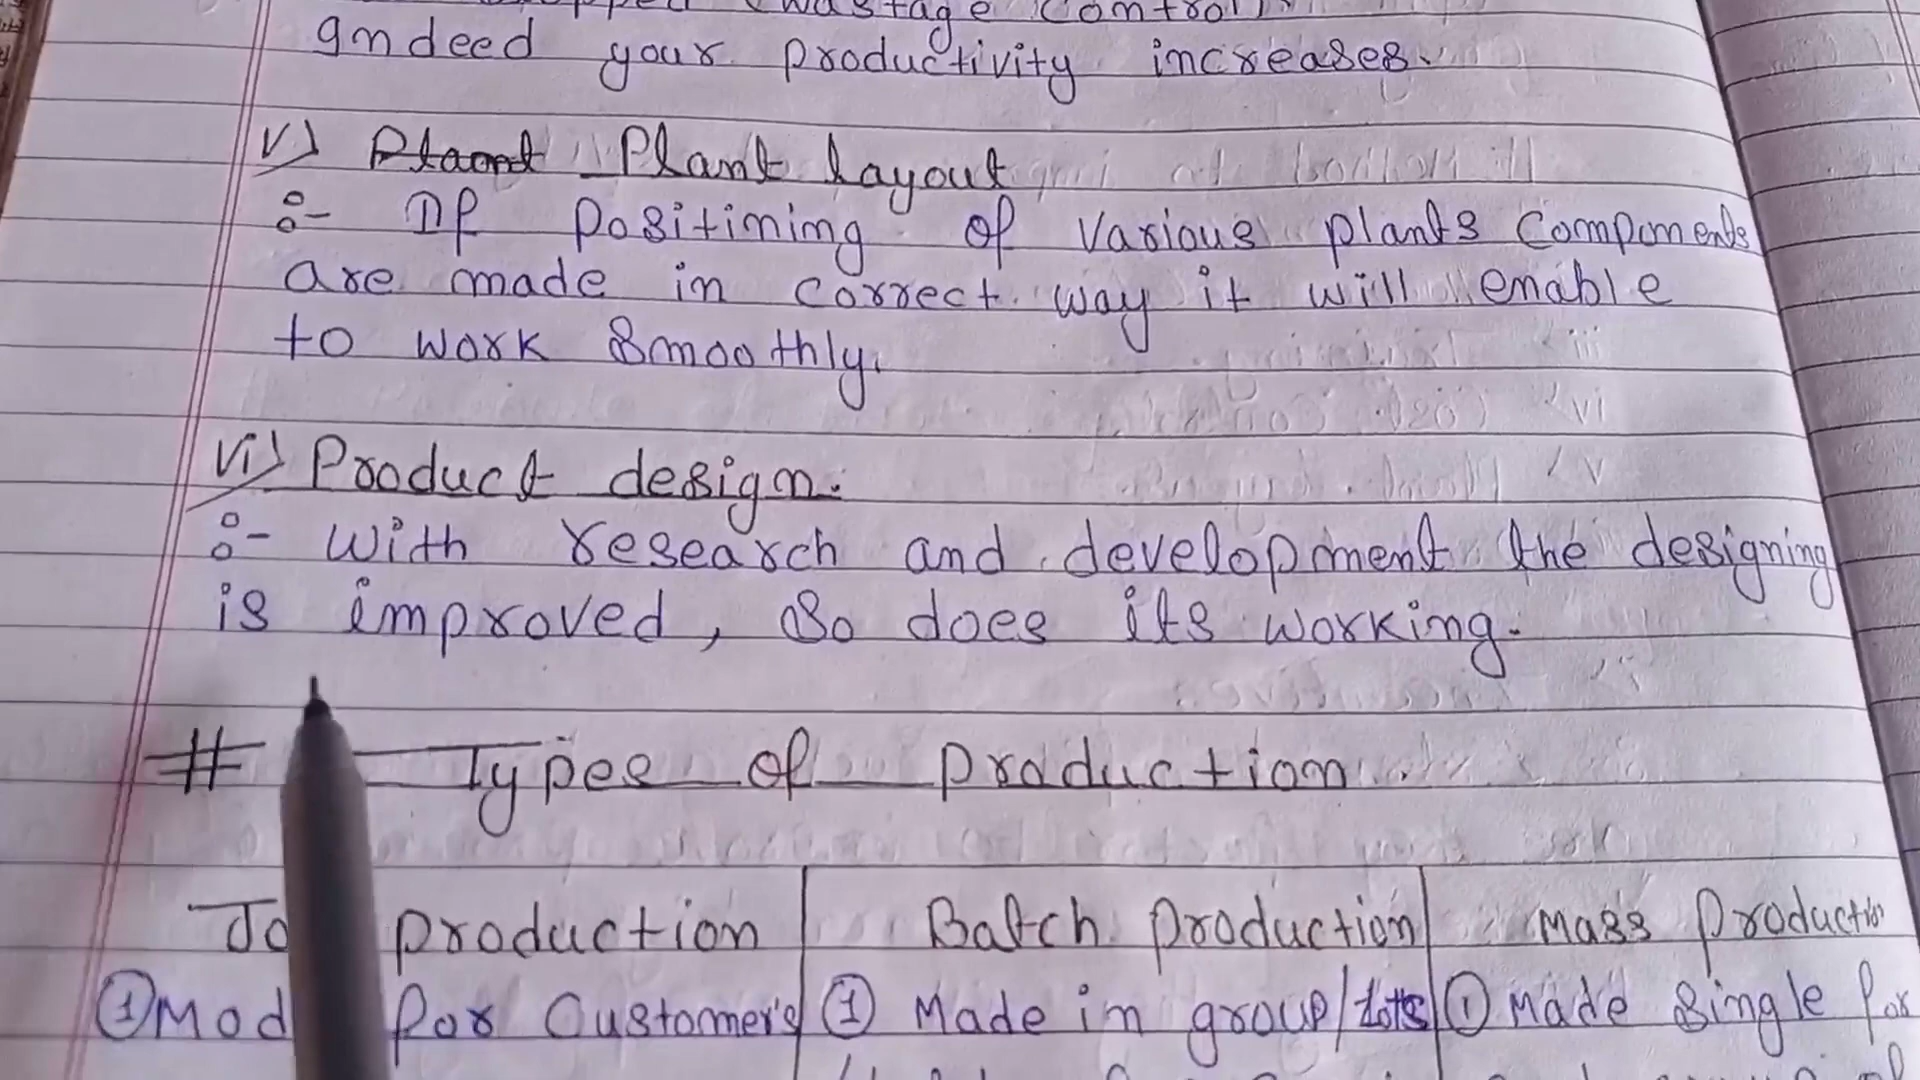 (wastage control).
Indeed your productivity increases.
v) Plant layout
:- If Positining of Various plants Components
are made in correct way it will enable
to work Smoothly.
vi) Product design.
:- With research and development the designing
is improved, So does its working.
# Types of production
production | Batch production | Mass Production
① for Customer's | ① Made in group/lots | ① Made Single for